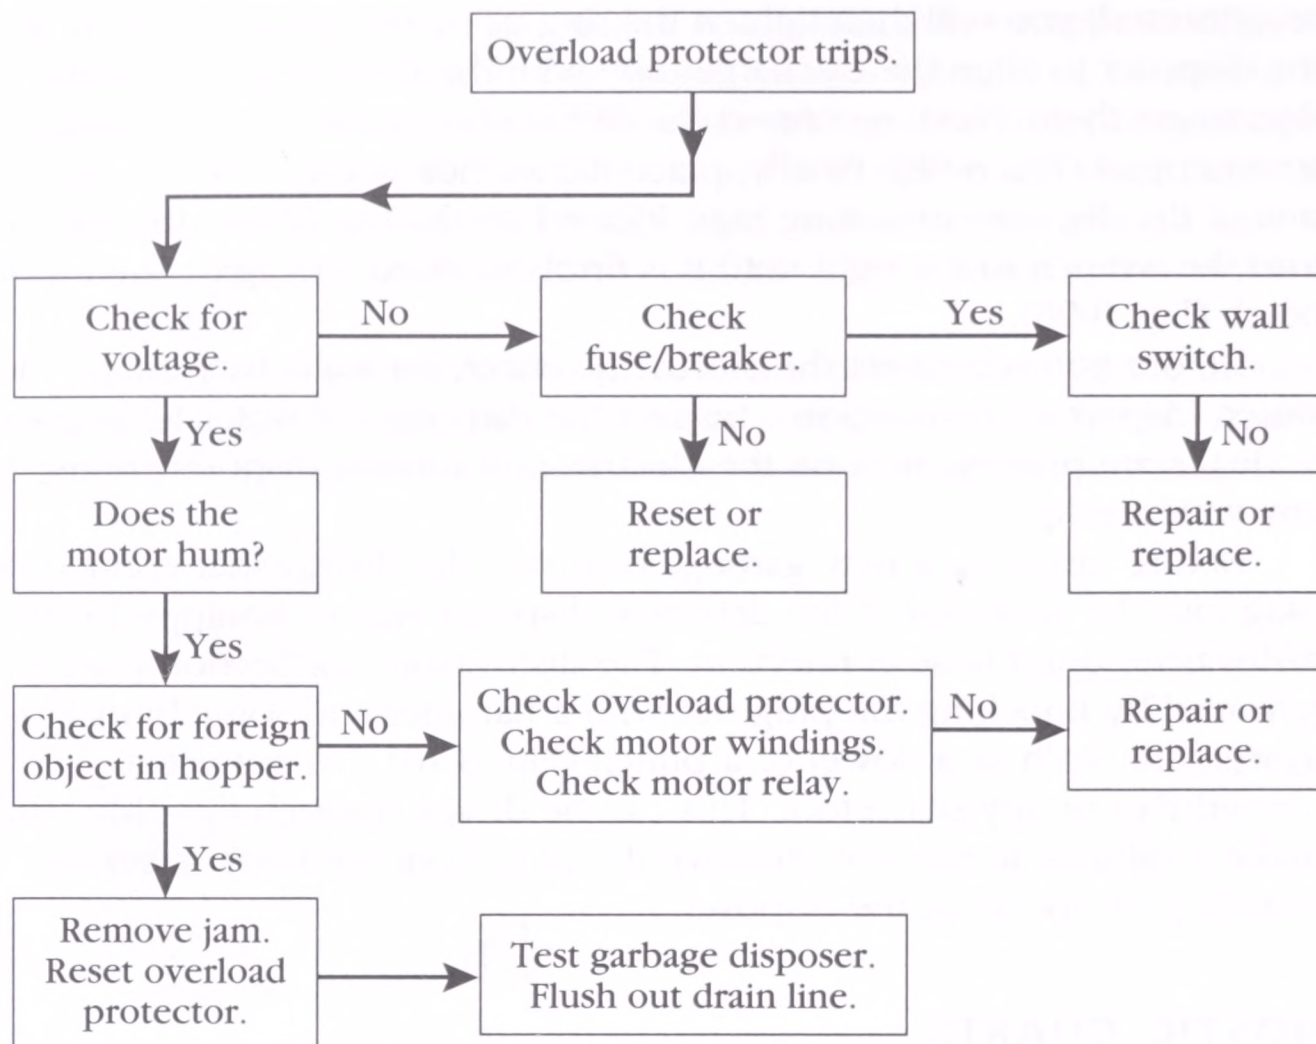 Overload protector trips.
Check for
voltage.
No
Check
fuse/breaker.
Yes
Check wall
switch.
Yes
No
No
Does the
motor hum?
Reset or
replace.
Repair or
replace.
Yes
Check for foreign
object in hopper.
No
Check overload protector.
Check motor windings.
Check motor relay.
No
Repair or
replace.
Yes
Remove jam.
Reset overload
protector.
Test garbage disposer.
Flush out drain line.